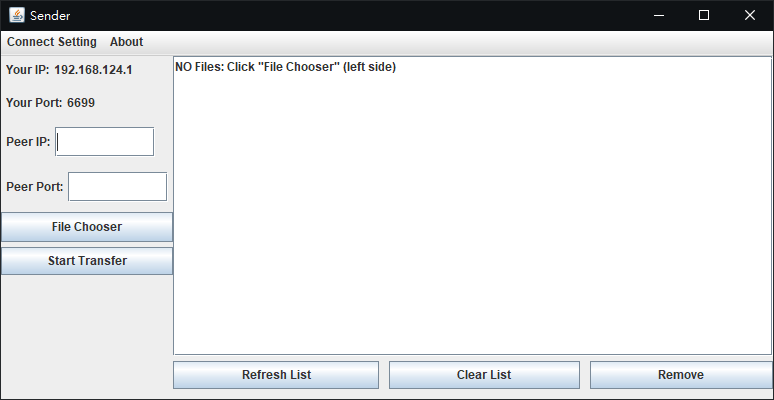 Sender
Connect Setting About
Your IP: 192.168.124.1
Your Port: 6699
Peer IP:
Peer Port:
File Chooser
Start Transfer
NO Files: Click "File Chooser" (left side)
Refresh List
Clear List
Remove